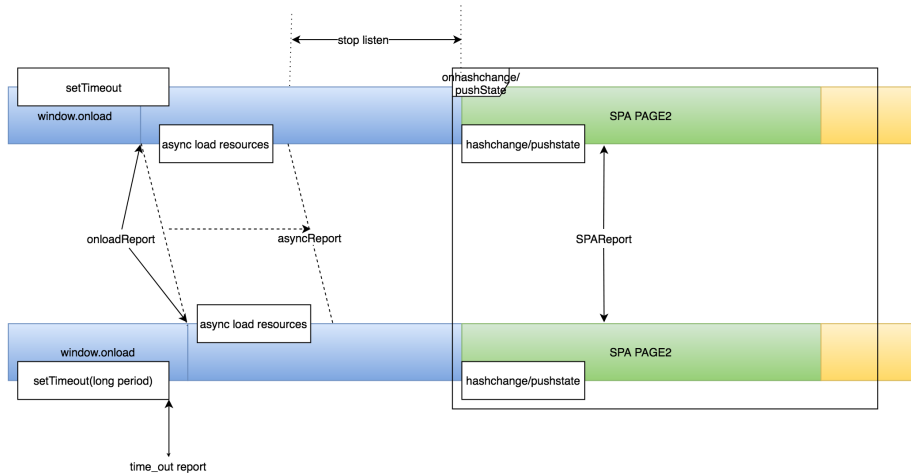 stop listen
setTimeout
onhashchange/
pushState
window.onload
SPA PAGE2
async load resources
hashchange/pushstate
onloadReport
asyncReport
SPAReport
async load resources
window.onload
SPA PAGE2
setTimeout(long period)
hashchange/pushstate
time_out report